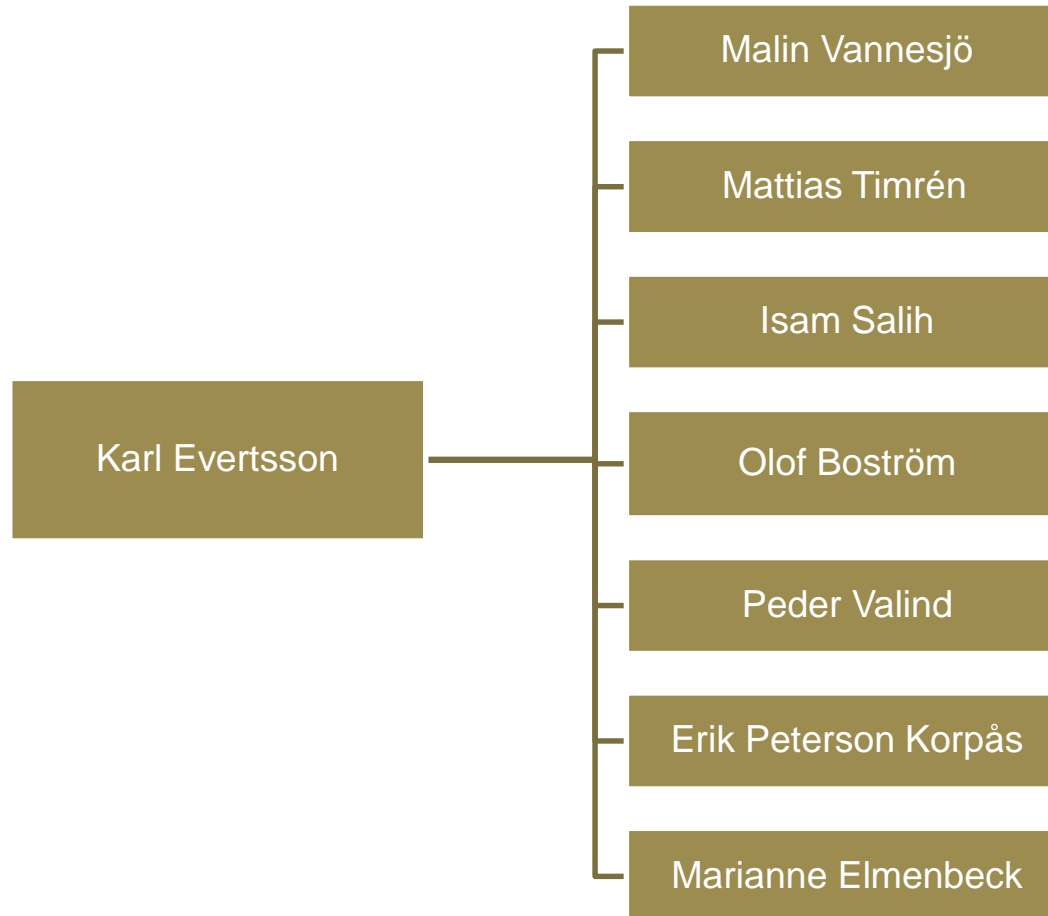 Karl Evertsson
Malin Vannesjö
Mattias Timrén
Isam Salih
Olof Boström
Peder Valind
Erik Peterson Korpås
Marianne Elmenbeck